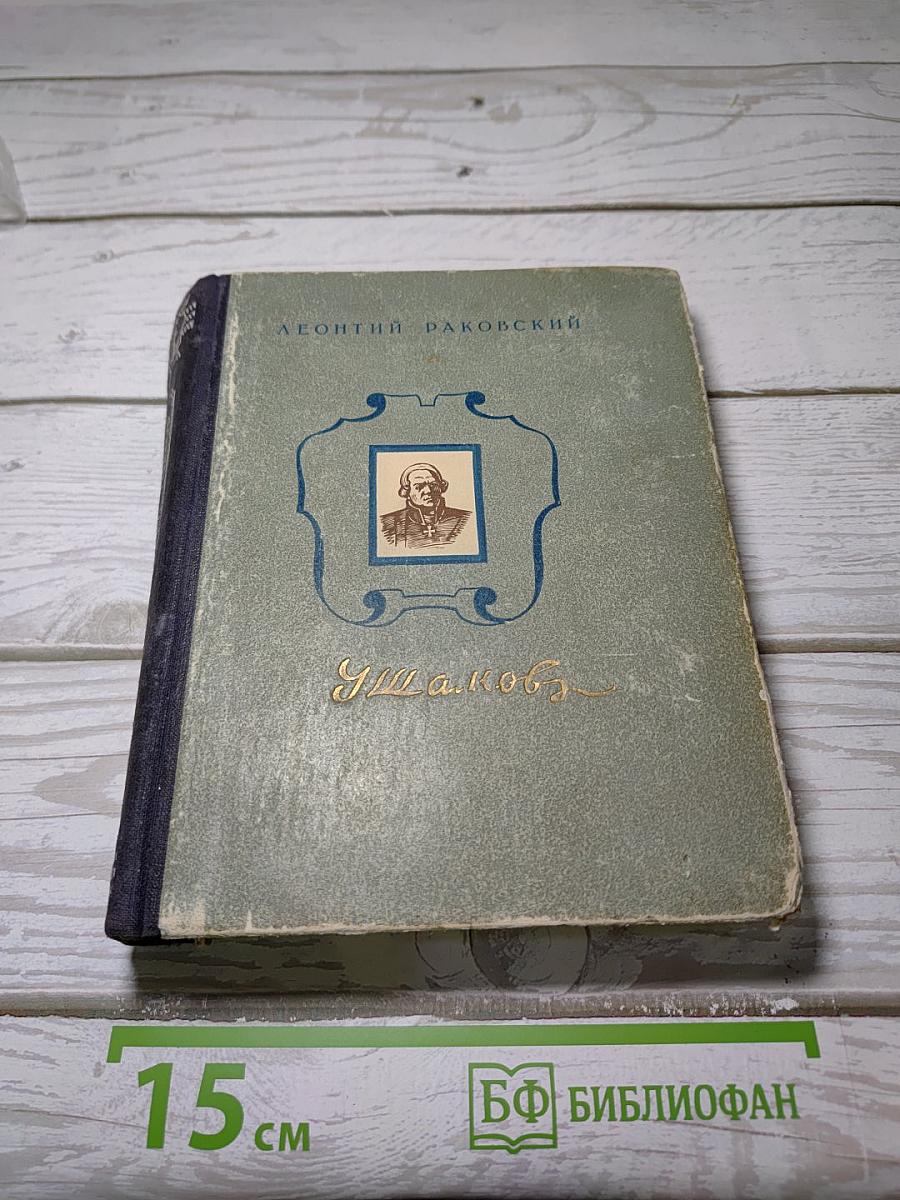 ЛЕОНТИЙ РАКОВСКИЙ
Ушаковъ
15 см
БФ БИБЛИОФАН